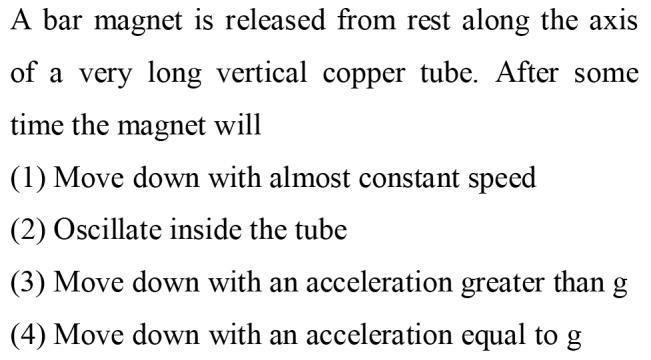 A bar magnet is released from rest along the axis
of a very long vertical copper tube. After some
time the magnet will
(1) Move down with almost constant speed
(2) Oscillate inside the tube
(3) Move down with an acceleration greater than g
(4) Move down with an acceleration equal to g